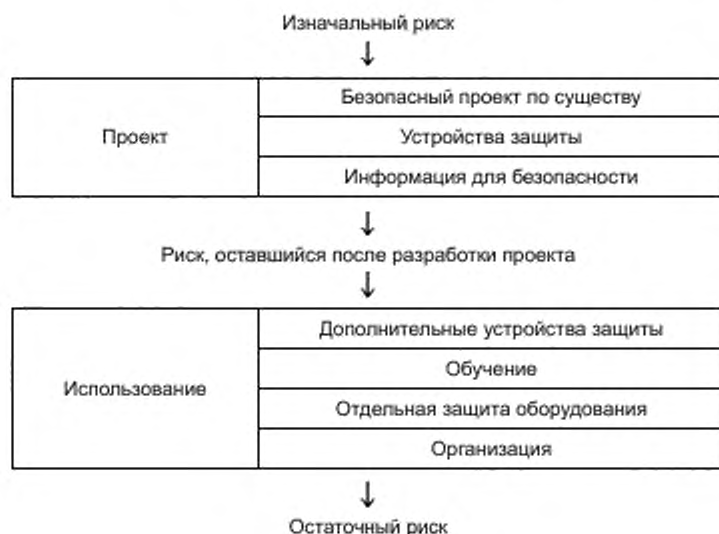 Изначальный риск
↓
Безопасный проект по существу
Проект
Устройства защиты
Информация для безопасности
↓
Риск, оставшийся после разработки проекта
↓
Дополнительные устройства защиты
Обучение
Использование
Отдельная защита оборудования
Организация
↓
Остаточный риск